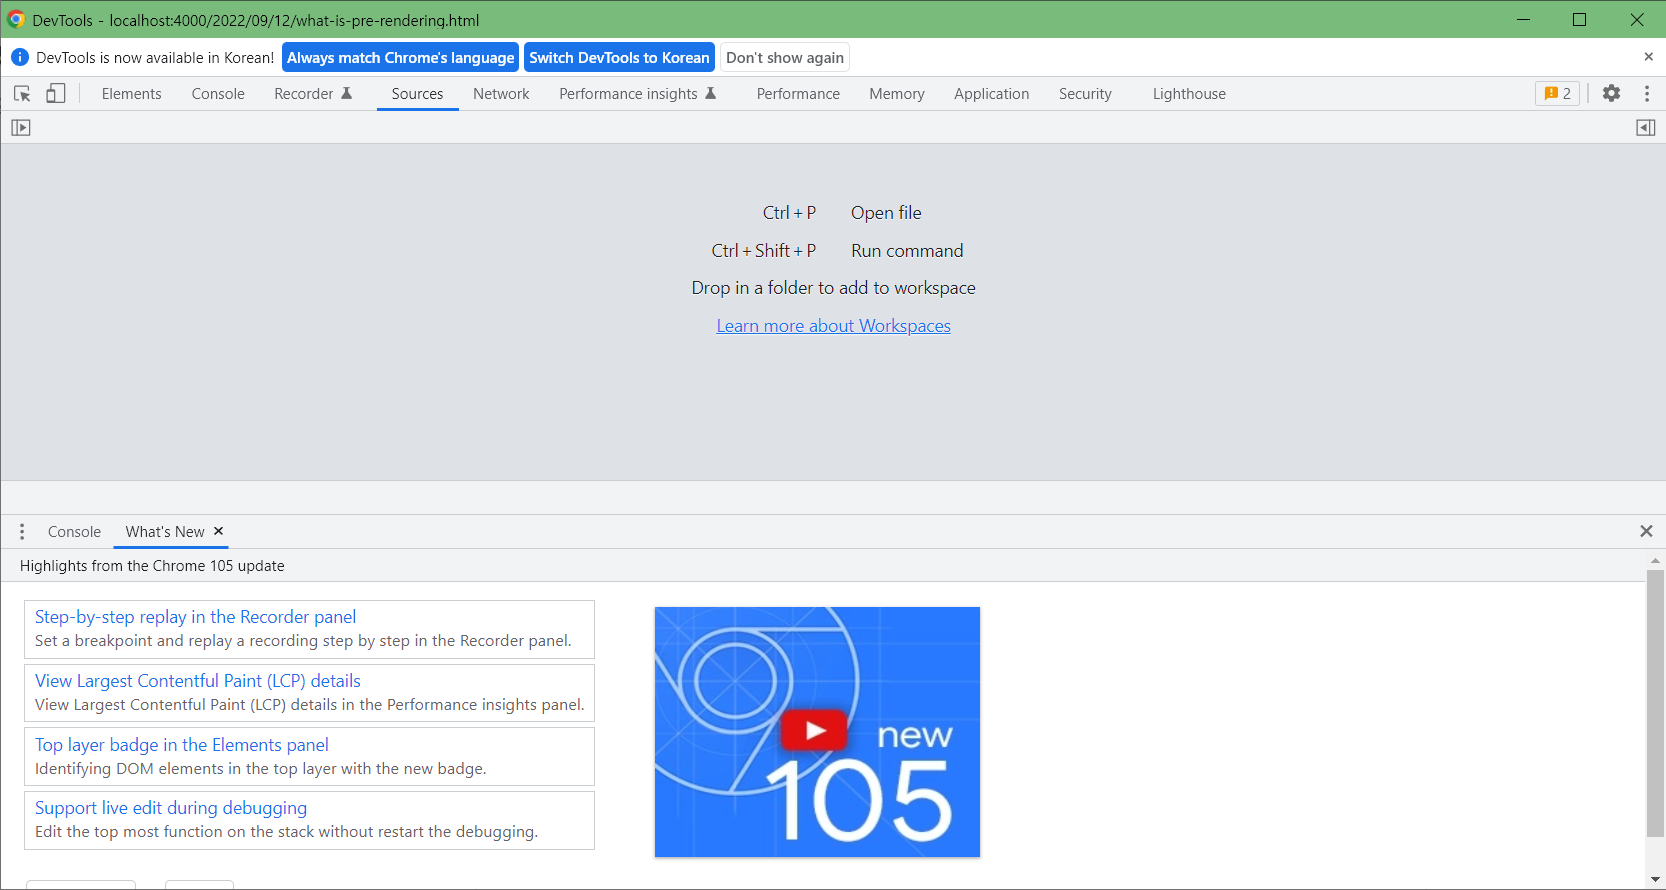 DevTools - localhost:4000/2022/09/12/what-is-pre-rendering.html
DevTools is now available in Korean! Always match Chrome's language Switch DevTools to Korean Don't show again
Elements Console Recorder Sources Network Performance insights Performance Memory Application Security Lighthouse 2
Ctrl + P Open file
Ctrl + Shift + P Run command
Drop in a folder to add to workspace
Learn more about Workspaces
Console What's New
Highlights from the Chrome 105 update
Step-by-step replay in the Recorder panel
Set a breakpoint and replay a recording step by step in the Recorder panel.
View Largest Contentful Paint (LCP) details
View Largest Contentful Paint (LCP) details in the Performance insights panel.
Top layer badge in the Elements panel
Identifying DOM elements in the top layer with the new badge.
Support live edit during debugging
Edit the top most function on the stack without restart the debugging.
new
105